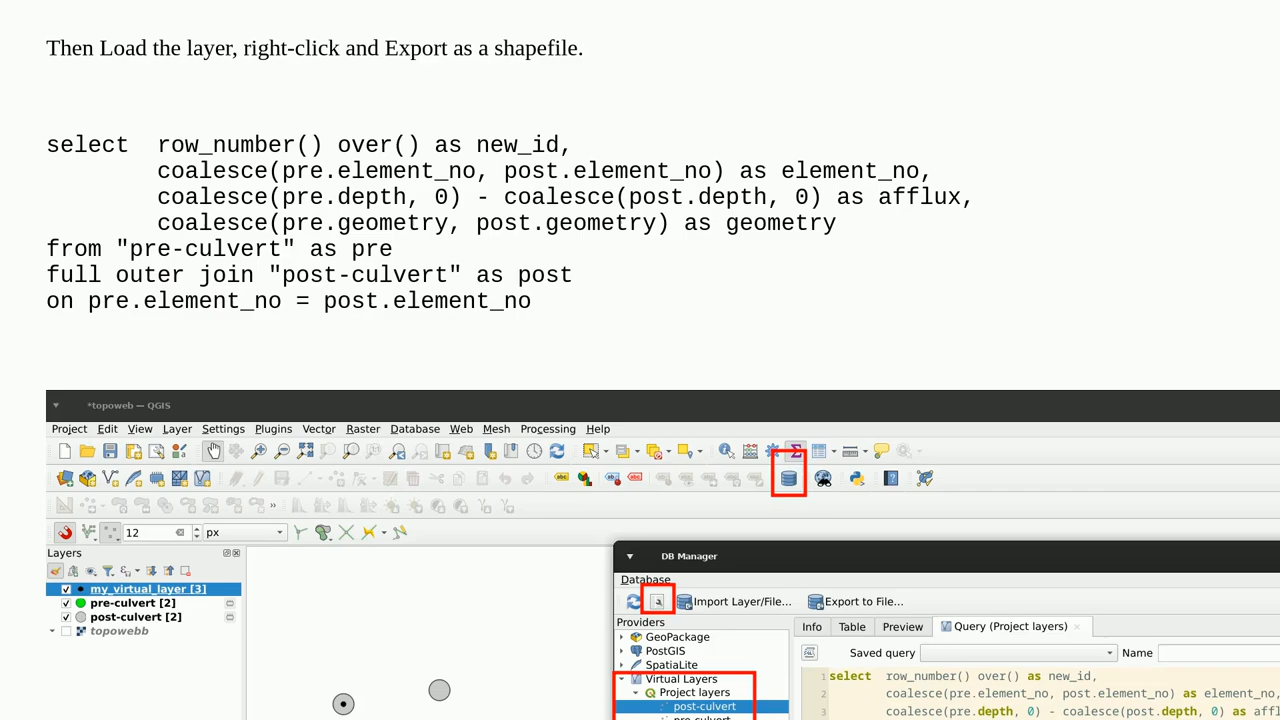 Then Load the layer, right-click and Export as a shapefile.
select  row_number() over() as new_id,
        coalesce(pre.element_no, post.element_no) as element_no,
        coalesce(pre.depth, 0) - coalesce(post.depth, 0) as afflux,
        coalesce(pre.geometry, post.geometry) as geometry
from "pre-culvert" as pre
full outer join "post-culvert" as post
on pre.element_no = post.element_no
*topoweb — QGIS
Project Edit View Layer Settings Plugins Vector Raster Database Web Mesh Processing Help
12 px
Layers
my_virtual_layer [3]
pre-culvert [2]
post-culvert [2]
topowebb
DB Manager
Database
Import Layer/File... Export to File...
Providers
GeoPackage
PostGIS
SpatiaLite
Virtual Layers
Project layers
post-culvert
pre-culvert
Info Table Preview Query (Project layers)
Saved query Name
1 select  row_number() over() as new_id,
2         coalesce(pre.element_no, post.element_no) as element_no,
3         coalesce(pre.depth, 0) - coalesce(post.depth, 0) as affl